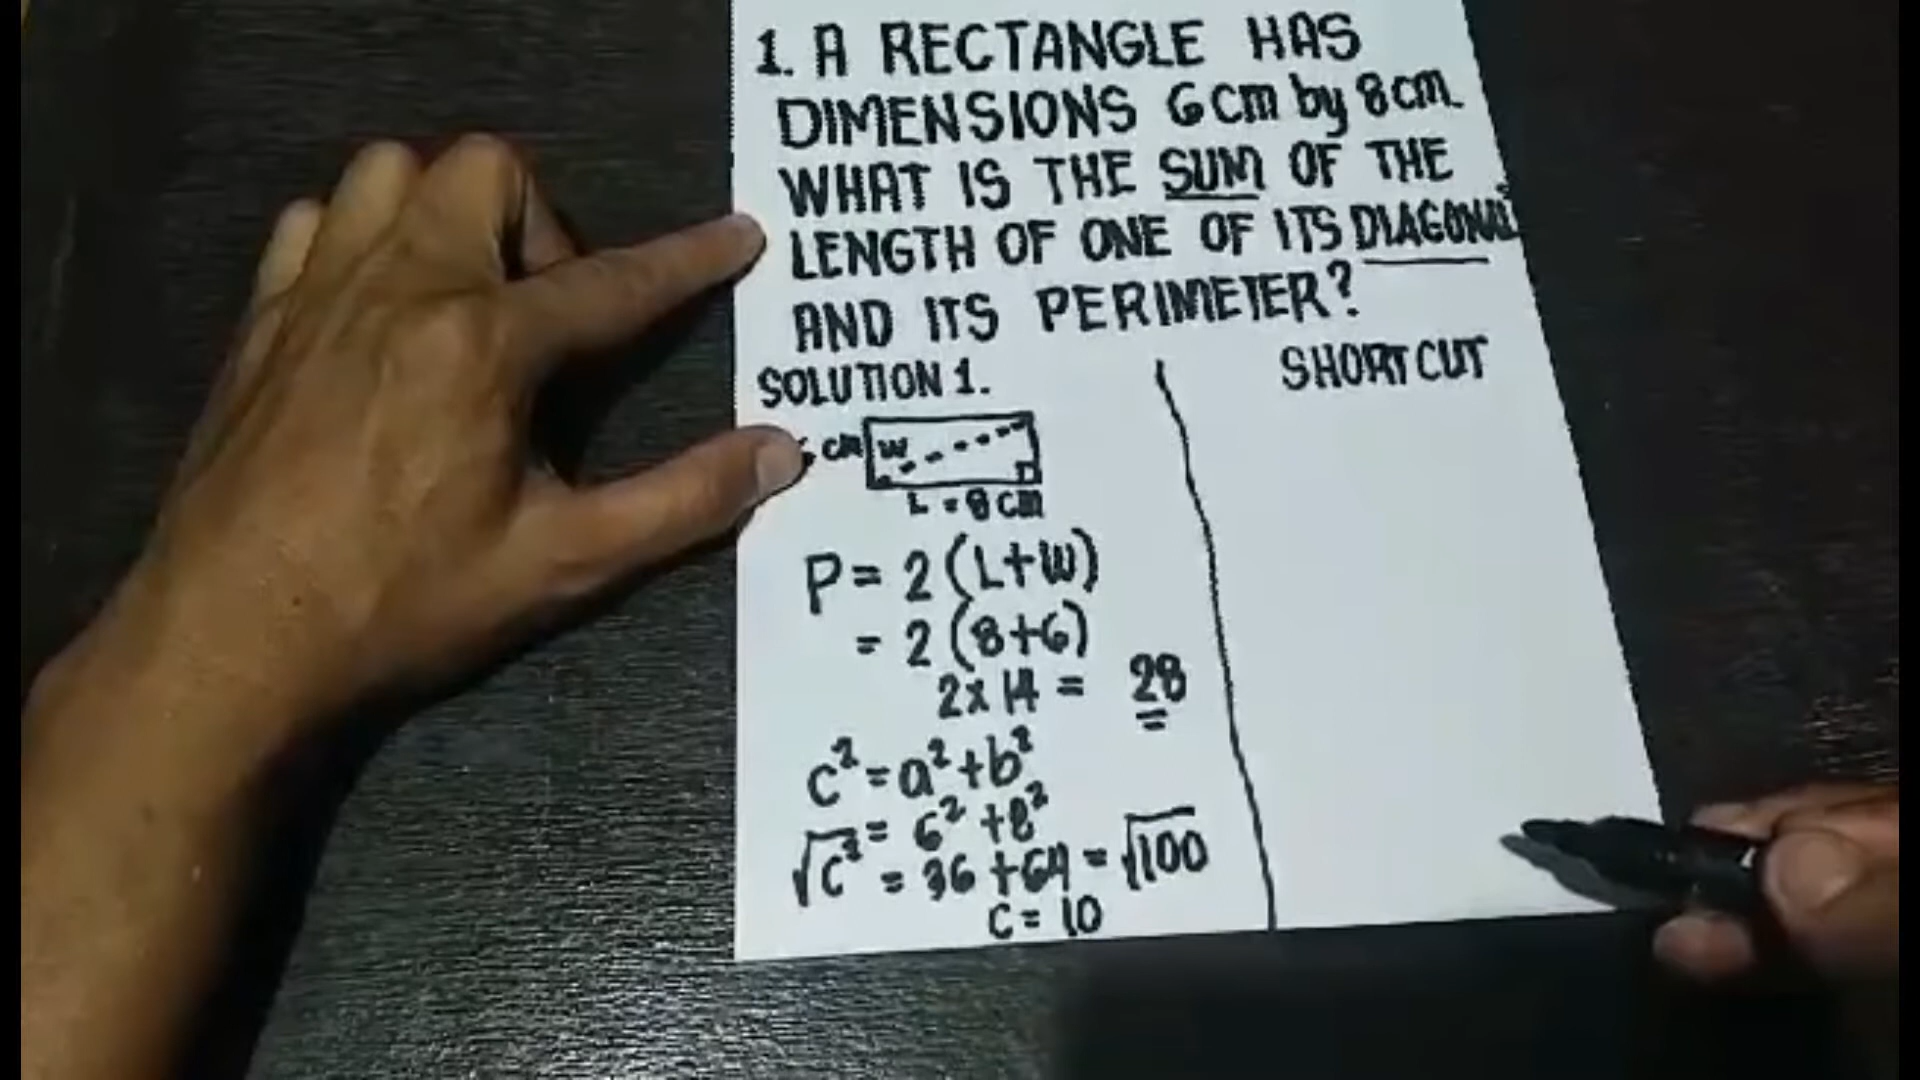 1. A RECTANGLE HAS
DIMENSIONS 6cm by 8cm.
WHAT IS THE SUM OF THE
LENGTH OF ONE OF ITS DIAGONALS
AND ITS PERIMETER?
SOLUTION 1.
SHORTCUT
cm W
L = 8cm
P = 2 (L+W)
= 2 (8+6)
2x14 = 28
c² = a² + b²
= 6² + 8²
√c² = 36 + 64 = √100
C = 10